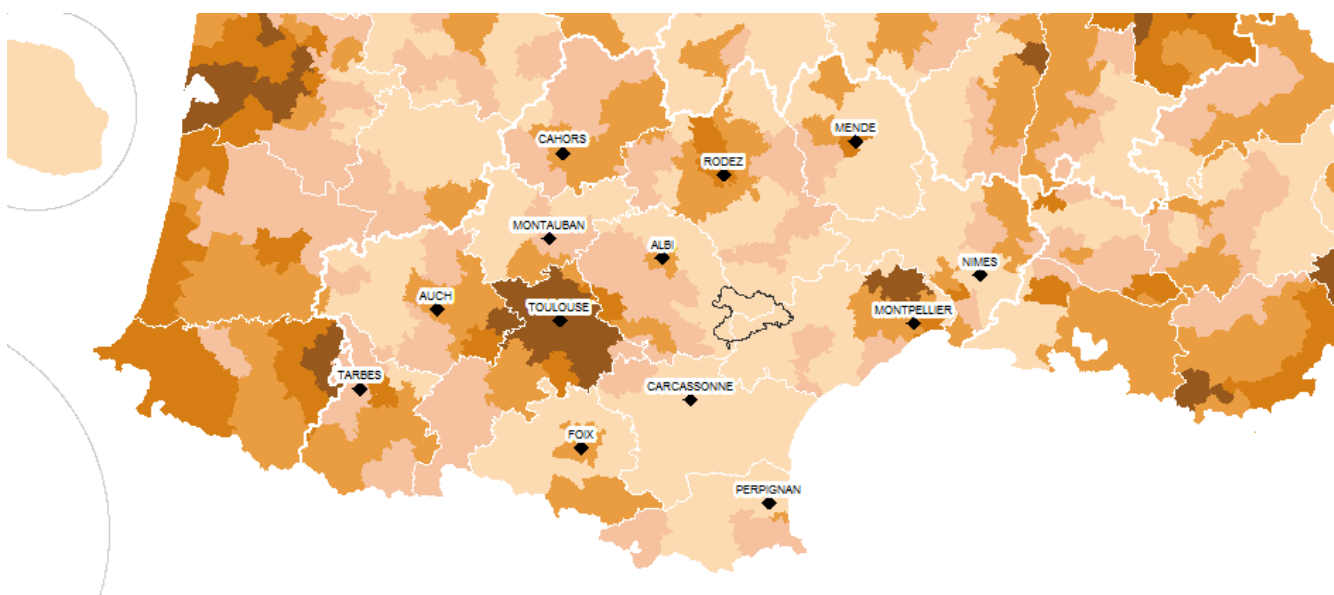 MENDE
CAHORS
RODEZ
MONTAUBAN
ALBI
NIMES
AUCH
TOULOUSE
MONTPELLIER
TARBES
CARCASSONNE
FOIX
PERPIGNAN